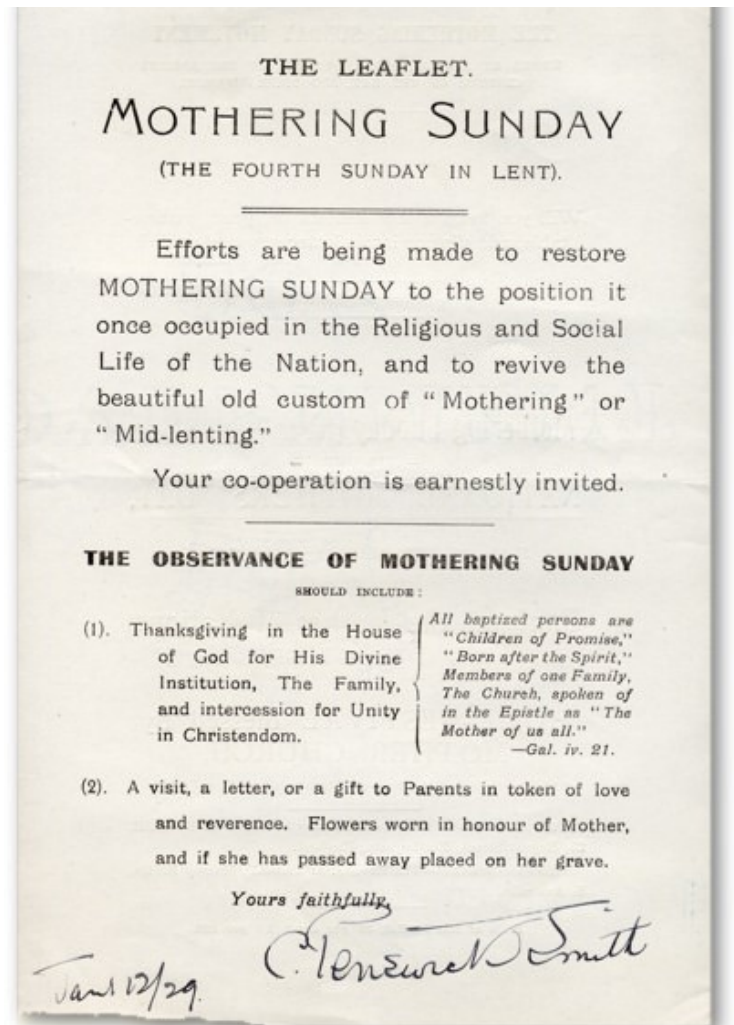 THE LEAFLET.
MOTHERING SUNDAY
(THE FOURTH SUNDAY IN LENT).
Efforts are being made to restore
MOTHERING SUNDAY to the position it
once occupied in the Religious and Social
Life of the Nation, and to revive the
beautiful old custom of “Mothering” or
“Mid-lenting.”
Your co-operation is earnestly invited.
THE OBSERVANCE OF MOTHERING SUNDAY
SHOULD INCLUDE:
(1). Thanksgiving in the House
of God for His Divine
Institution, The Family,
and intercession for Unity
in Christendom.
All baptized persons are
“Children of Promise,”
“Born after the Spirit,”
Members of one Family,
The Church, spoken of
in the Epistle as “The
Mother of us all.”
—Gal. iv. 21.
(2). A visit, a letter, or a gift to Parents in token of love
and reverence. Flowers worn in honour of Mother,
and if she has passed away placed on her grave.
Yours faithfully,
C. Penswick Smith
12/29.